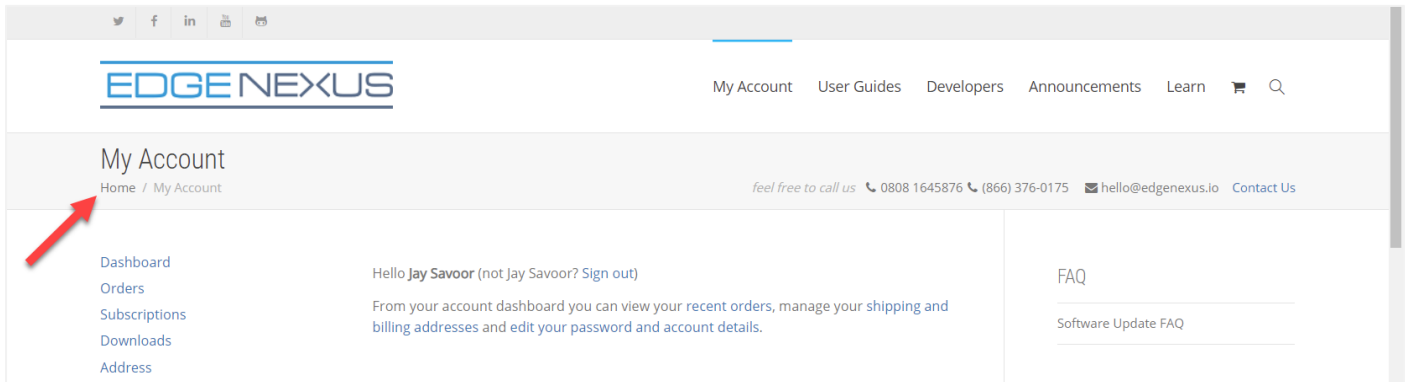 EDGENEXUS
My Account User Guides Developers Announcements Learn
My Account
Home / My Account
feel free to call us 0808 1645876 (866) 376-0175 hello@edgenexus.io Contact Us
Dashboard
Orders
Subscriptions
Downloads
Address
Hello Jay Savoor (not Jay Savoor? Sign out)
From your account dashboard you can view your recent orders, manage your shipping and
billing addresses and edit your password and account details.
FAQ
Software Update FAQ